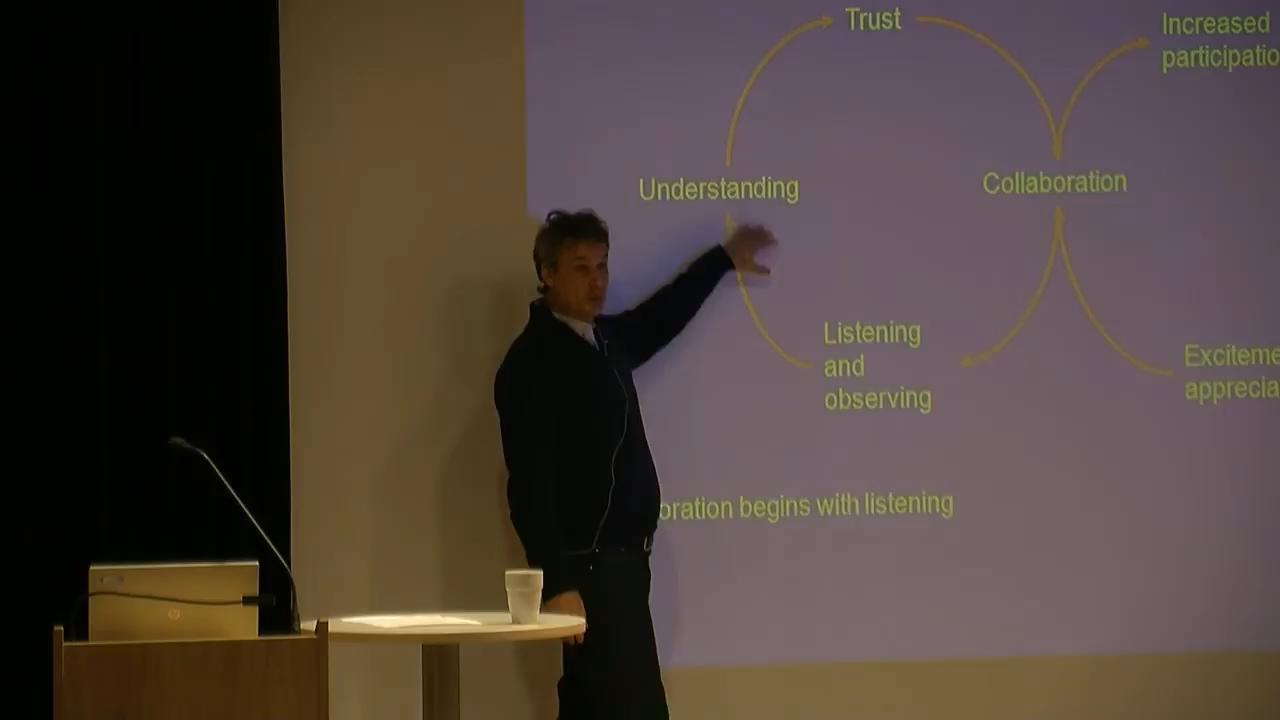 Trust
Increased
participatio
Understanding
Collaboration
Listening
and
observing
Exciteme
apprecia
oration begins with listening